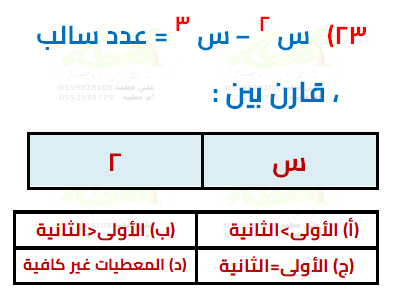 ٢٣) س ٢ – س ٣ = عدد سالب
، قارن بين :
س ٢
(أ) الأولى>الثانية (ب) الأولى<الثانية
(ج) الأولى=الثانية (د) المعطيات غير كافية